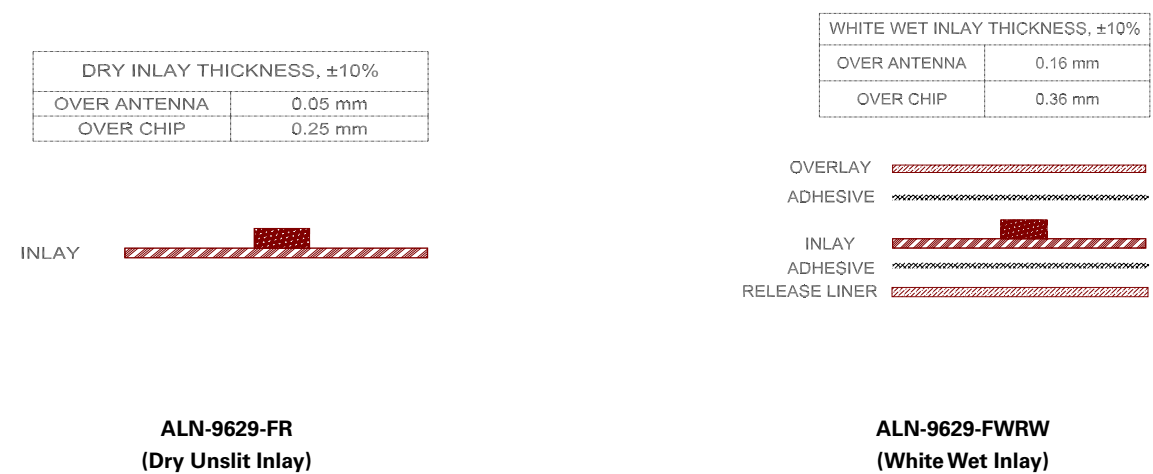 DRY INLAY THICKNESS, ±10%
OVER ANTENNA 0.05 mm
OVER CHIP 0.25 mm
INLAY
ALN-9629-FR
(Dry Unslit Inlay)
WHITE WET INLAY THICKNESS, ±10%
OVER ANTENNA 0.16 mm
OVER CHIP 0.36 mm
OVERLAY
ADHESIVE
INLAY
ADHESIVE
RELEASE LINER
ALN-9629-FWRW
(White Wet Inlay)